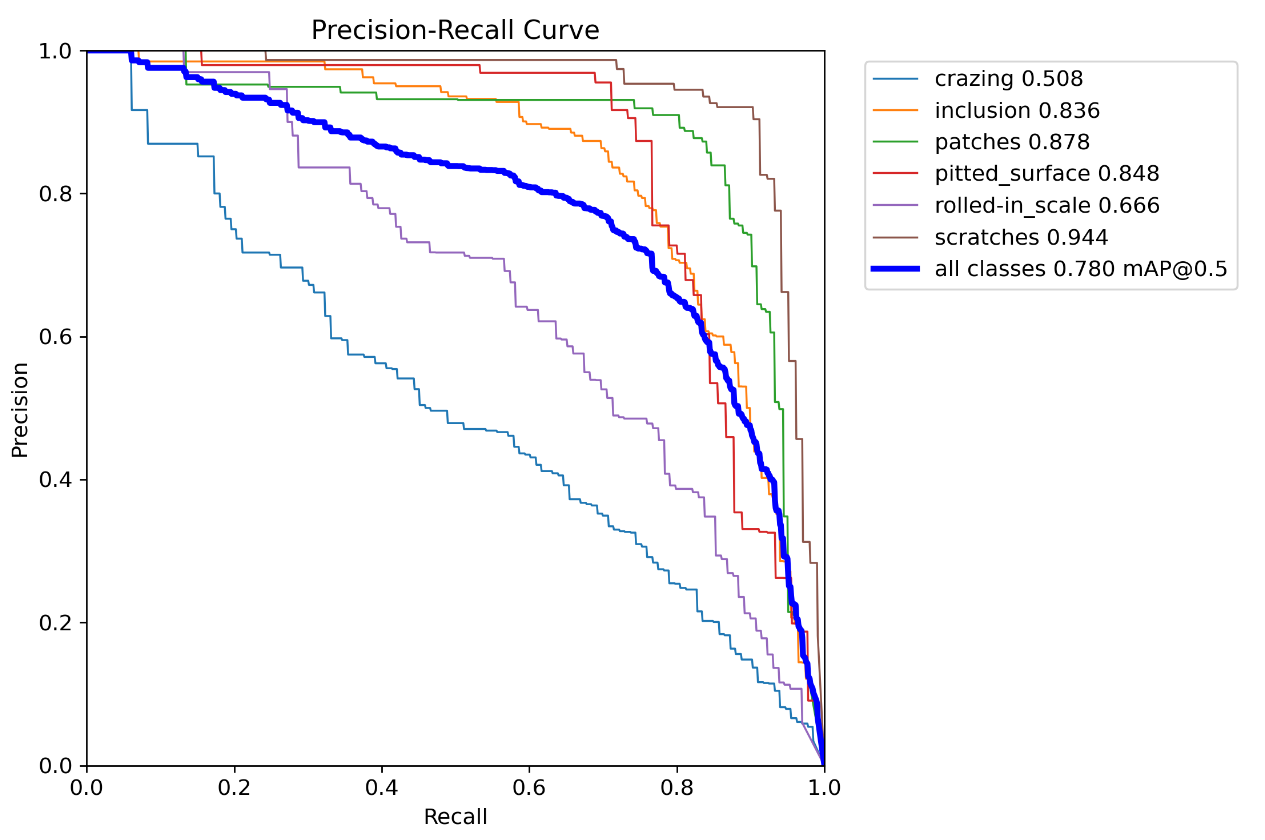 Precision-Recall Curve
1.0
0.8
0.6
0.4
0.2
0.0
Precision
0.0 0.2 0.4 0.6 0.8 1.0
Recall
crazing 0.508
inclusion 0.836
patches 0.878
pitted_surface 0.848
rolled-in_scale 0.666
scratches 0.944
all classes 0.780 mAP@0.5